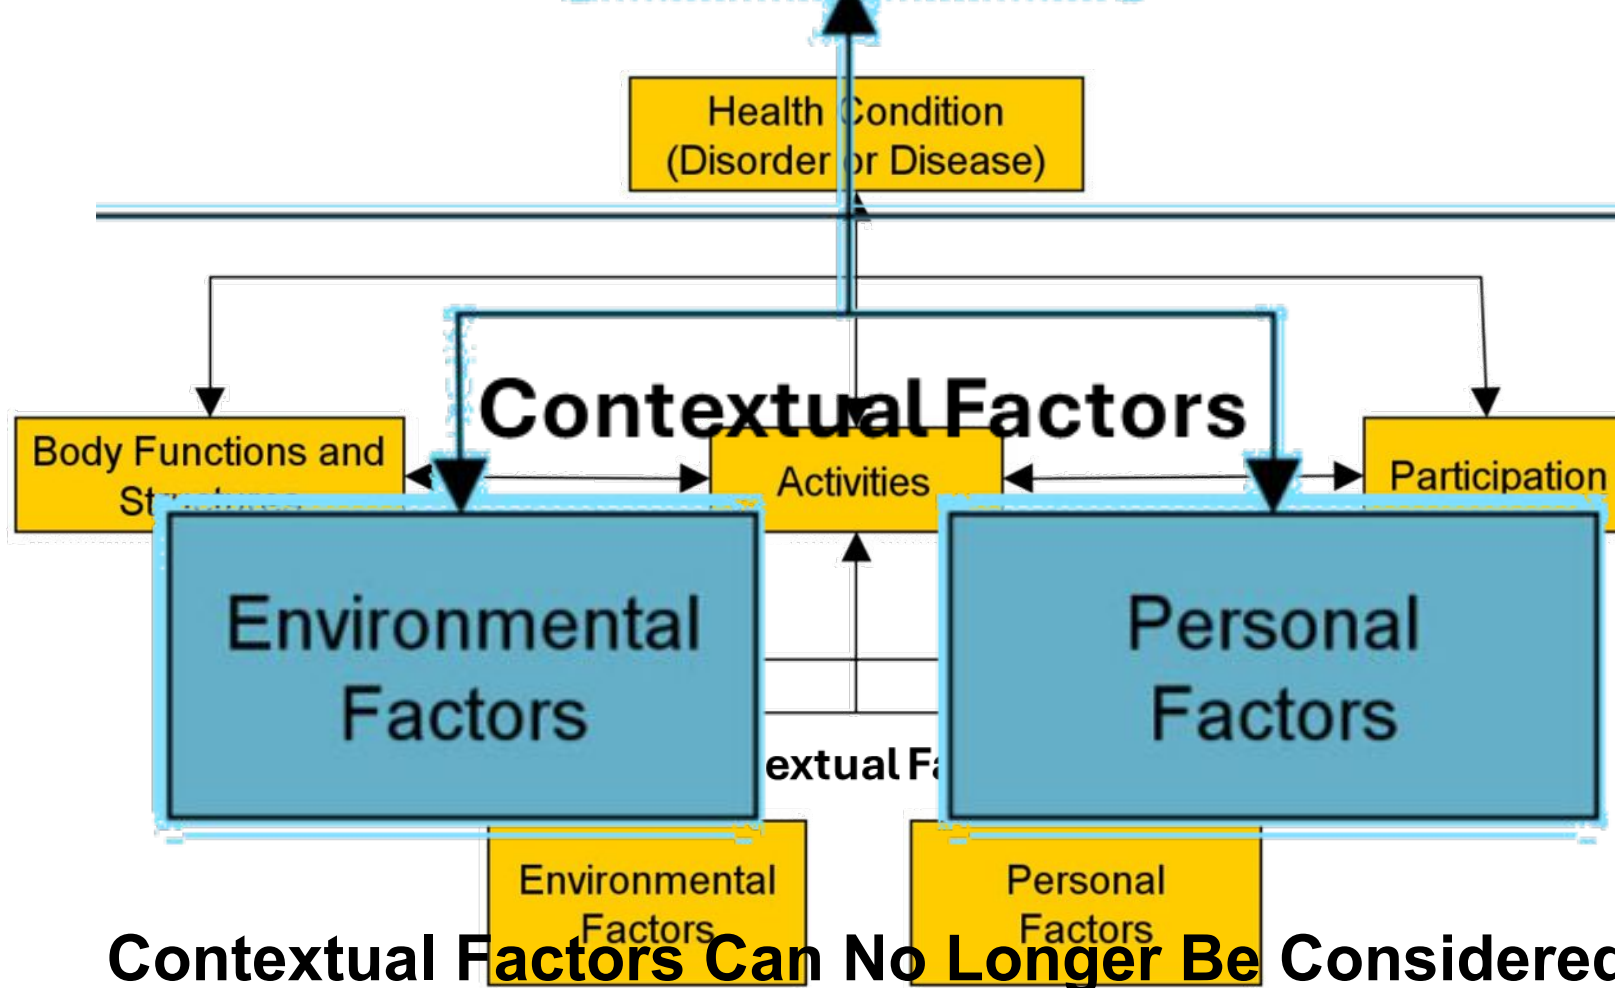 Health Condition
(Disorder or Disease)
Contextual Factors
Body Functions and
Activities
Participation
Environmental
Factors
Personal
Factors
Environmental
Factors
Personal
Factors
Contextual Factors Can No Longer Be Considered